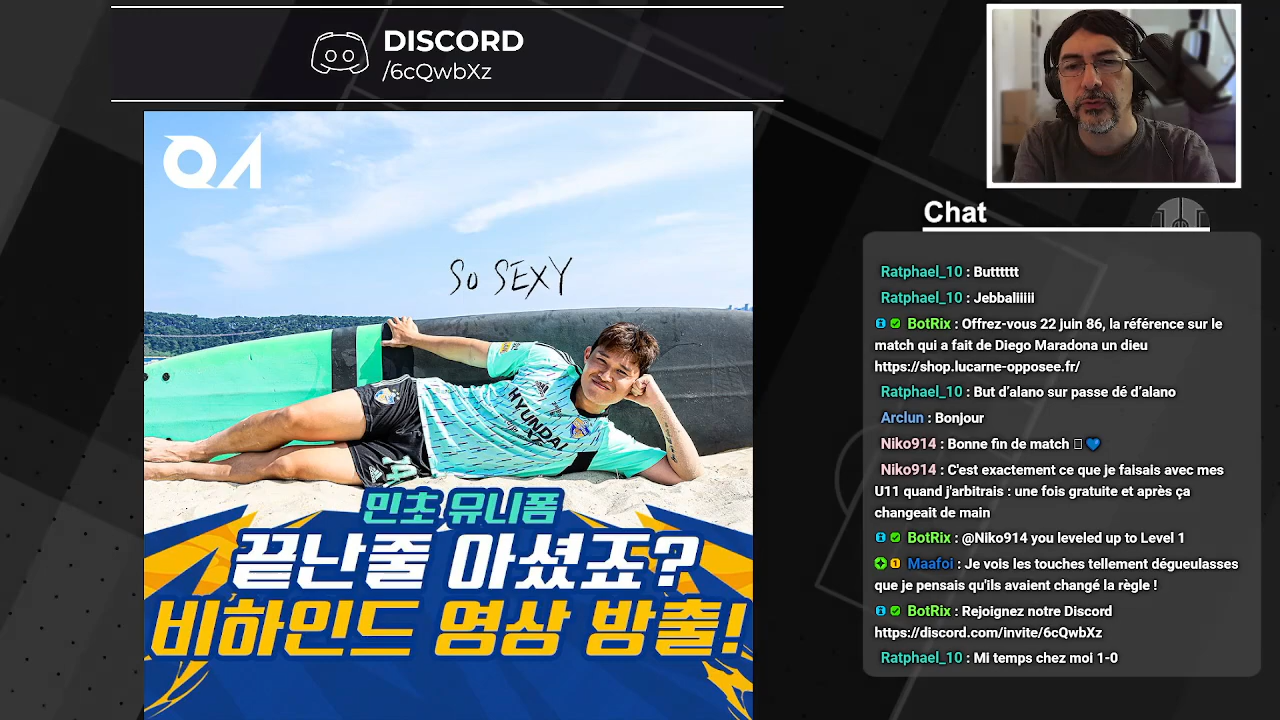 DISCORD
/6cQwbXz
QA
SO SEXY
HYUNDAI
민초 유니폼
끝난줄 아셨죠?
비하인드 영상 방출!
Chat
Ratphael_10 : Butttttt
Ratphael_10 : Jebbaliiiii
BotRix : Offrez-vous 22 juin 86, la référence sur le
match qui a fait de Diego Maradona un dieu
https://shop.lucarne-opposee.fr/
Ratphael_10 : But d'alano sur passe dé d'alano
Arclun : Bonjour
Niko914 : Bonne fin de match 💙
Niko914 : C'est exactement ce que je faisais avec mes
U11 quand j'arbitrais : une fois gratuite et après ça
changeait de main
BotRix : @Niko914 you leveled up to Level 1
Maafoi : Je vois les touches tellement dégueulasses
que je pensais qu'ils avaient changé la règle !
BotRix : Rejoignez notre Discord
https://discord.com/invite/6cQwbXz
Ratphael_10 : Mi temps chez moi 1-0